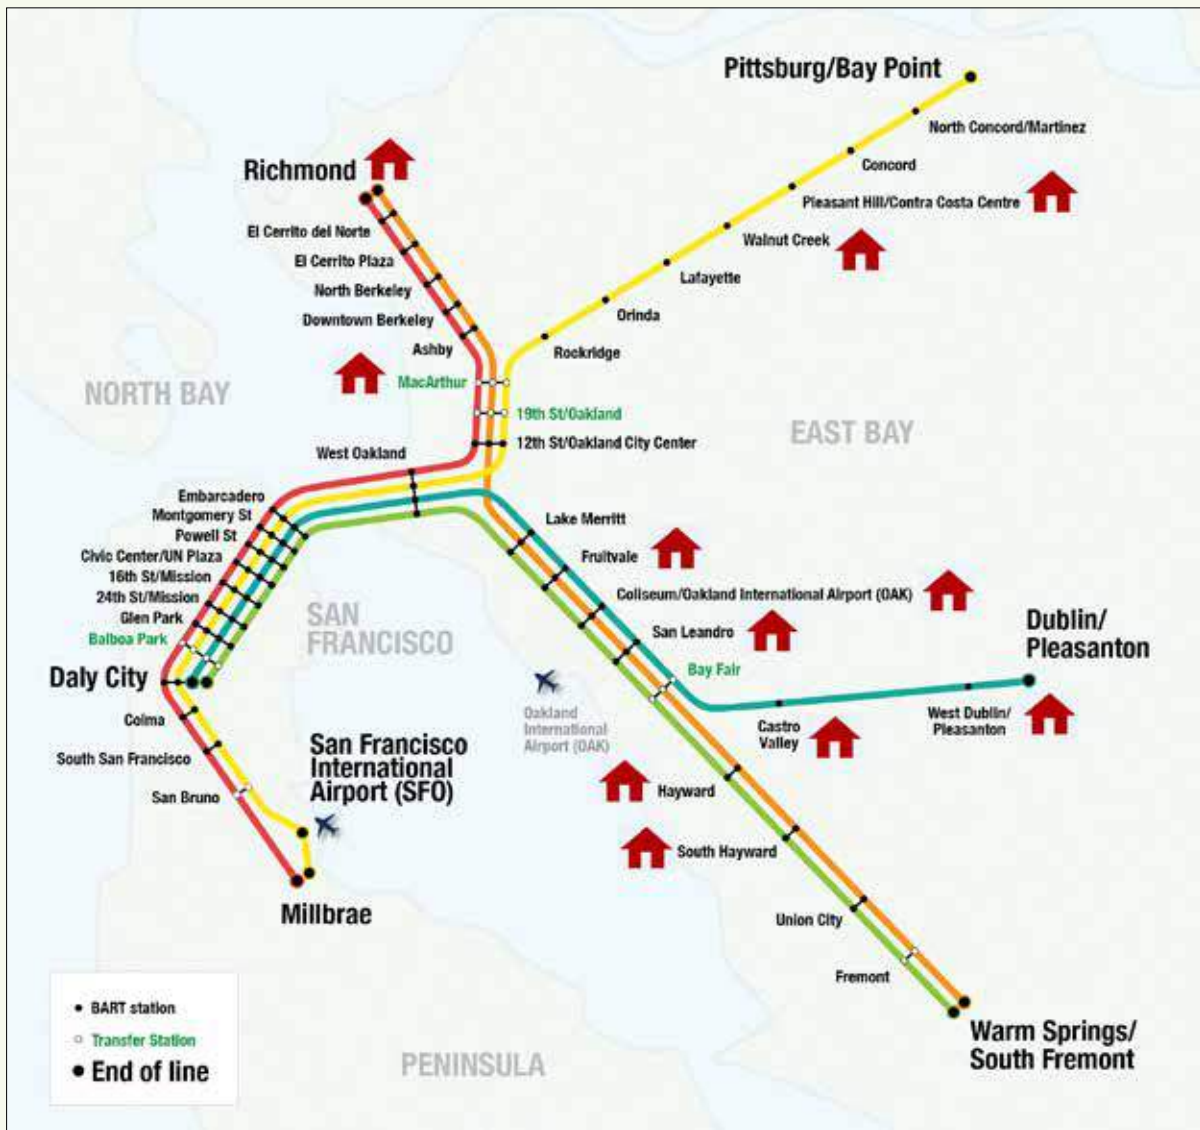 Pittsburg/Bay Point
North Concord/Martinez
Concord
Pleasant Hill/Contra Costa Centre
Walnut Creek
Lafayette
Orinda
Rockridge
Richmond
El Cerrito del Norte
El Cerrito Plaza
North Berkeley
Downtown Berkeley
Ashby
MacArthur
19th St/Oakland
12th St/Oakland City Center
NORTH BAY
EAST BAY
West Oakland
Embarcadero
Montgomery St
Powell St
Civic Center/UN Plaza
16th St/Mission
24th St/Mission
Glen Park
Balboa Park
Daly City
Colma
South San Francisco
San Bruno
SAN
FRANCISCO
San Francisco
International
Airport (SFO)
Millbrae
Lake Merritt
Fruitvale
Coliseum/Oakland International Airport (OAK)
San Leandro
Bay Fair
Oakland
International
Airport (OAK)
Dublin/
Pleasanton
Castro
Valley
West Dublin/
Pleasanton
Hayward
South Hayward
Union City
Fremont
Warm Springs/
South Fremont
PENINSULA
BART station
Transfer Station
End of line